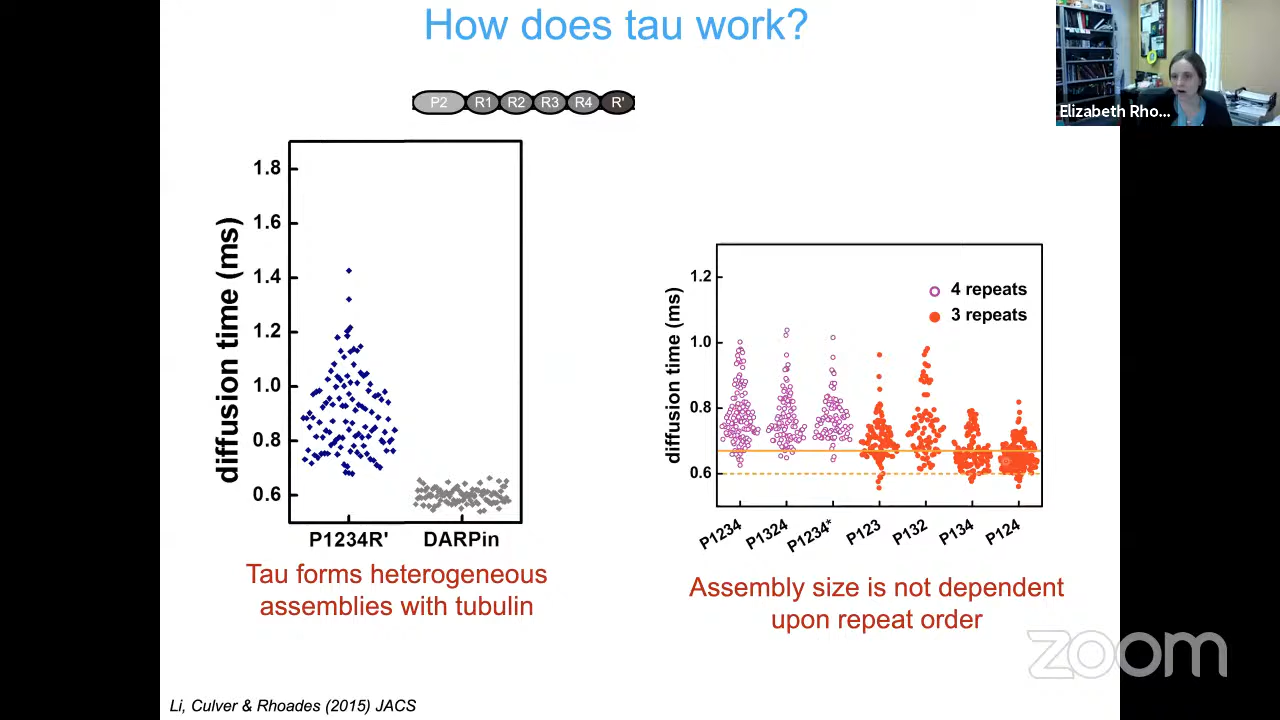 How does tau work?
Elizabeth Rho...
P2 R1 R2 R3 R4 R'
diffusion time (ms)
1.8
1.6
1.4
1.2
1.0
0.8
0.6
P1234R' DARPin
Tau forms heterogeneous
assemblies with tubulin
diffusion time (ms)
1.2
1.0
0.8
0.6
4 repeats
3 repeats
P1234 P1324 P1234* P123 P132 P134 P124
Assembly size is not dependent
upon repeat order
zoom
Li, Culver & Rhoades (2015) JACS